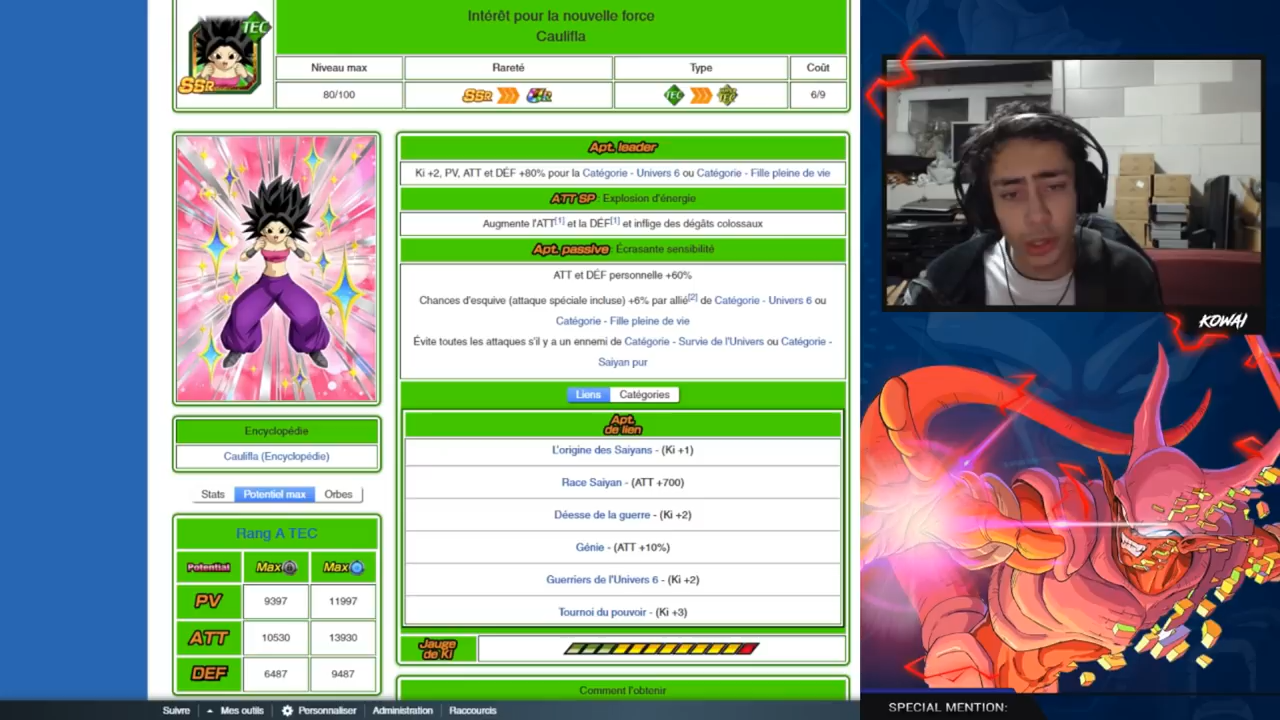 TEC
SSR
Intérêt pour la nouvelle force
Caulifla
Niveau max
Rareté
Type
Coût
80/100
SSR
UR
TEC
TEC
6/9
Apt. leader
Ki +2, PV, ATT et DÉF +80% pour la Catégorie - Univers 6 ou Catégorie - Fille pleine de vie
ATT SP: Explosion d'énergie
Augmente l'ATT[1] et la DÉF[1] et inflige des dégâts colossaux
Apt. passive: Écrasante sensibilité
ATT et DÉF personnelle +60%
Chances d'esquive (attaque spéciale incluse) +6% par allié[2] de Catégorie - Univers 6 ou
Catégorie - Fille pleine de vie
Évite toutes les attaques s'il y a un ennemi de Catégorie - Survie de l'Univers ou Catégorie -
Saiyan pur
Liens
Catégories
Apt.
de lien
L'origine des Saiyans - (Ki +1)
Race Saiyan - (ATT +700)
Déesse de la guerre - (Ki +2)
Génie - (ATT +10%)
Guerriers de l'Univers 6 - (Ki +2)
Tournoi du pouvoir - (Ki +3)
Jauge
de Ki
Comment l'obtenir
Encyclopédie
Caulifla (Encyclopédie)
Stats
Potentiel max
Orbes
Rang A TEC
Potential
Max
Max
PV
9397
11997
ATT
10530
13930
DEF
6487
9487
Suivre
Mes outils
Personnaliser
Administration
Raccourcis
KOWAI
SPECIAL MENTION: